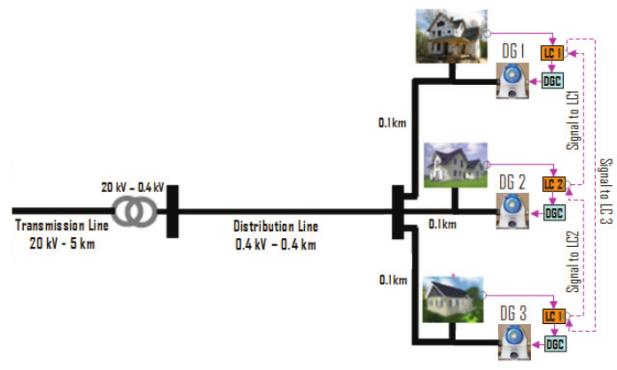 DG 1
LC 1
DGC
0.1km
Signal to LC1
20 kV – 0.4 kV
DG 2
LC 2
DGC
Signal to LC 3
Transmission Line
20 kV - 5 km
Distribution Line
0.4 kV – 0.4 km
0.1km
Signal to LC2
0.1km
DG 3
LC 1
DGC